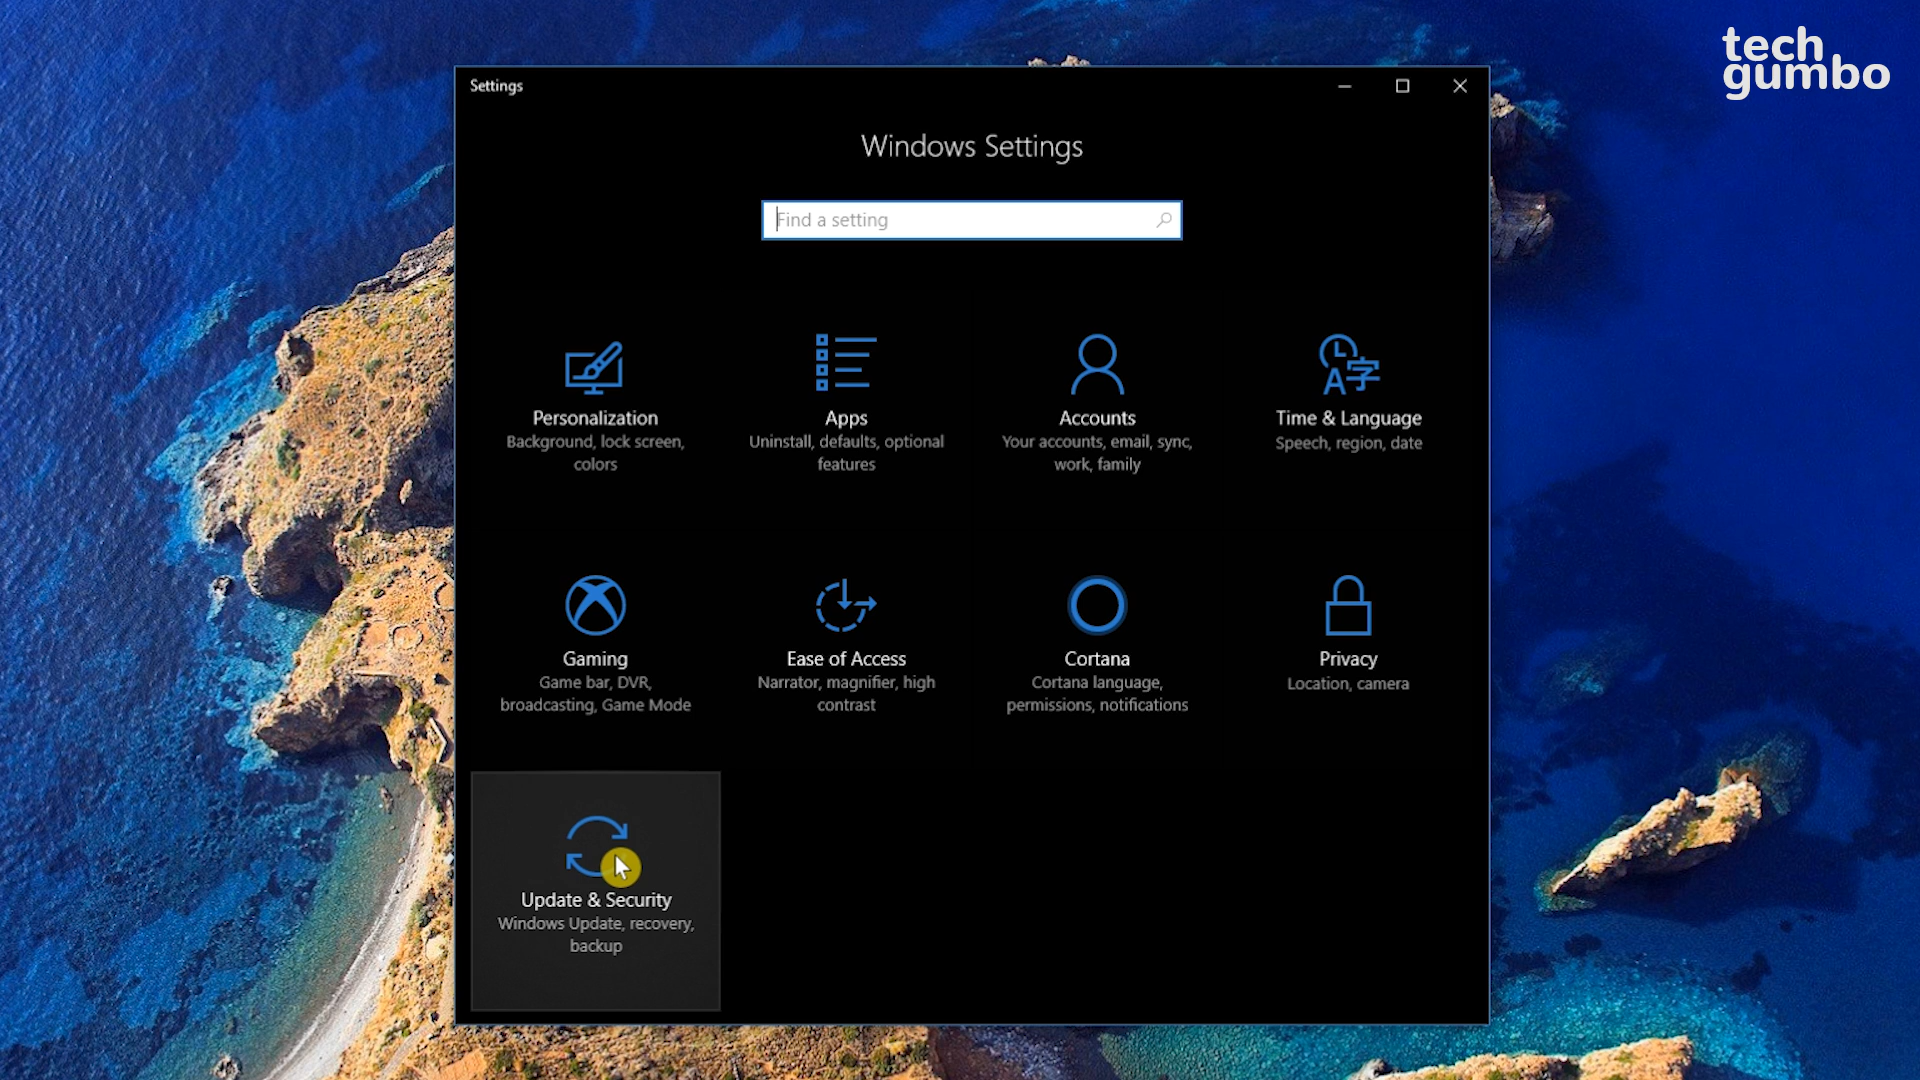 tech
gumbo
Settings
Windows Settings
Find a setting
Personalization
Background, lock screen,
colors
Apps
Uninstall, defaults, optional
features
Accounts
Your accounts, email, sync,
work, family
Time & Language
Speech, region, date
Gaming
Game bar, DVR,
broadcasting, Game Mode
Ease of Access
Narrator, magnifier, high
contrast
Cortana
Cortana language,
permissions, notifications
Privacy
Location, camera
Update & Security
Windows Update, recovery,
backup